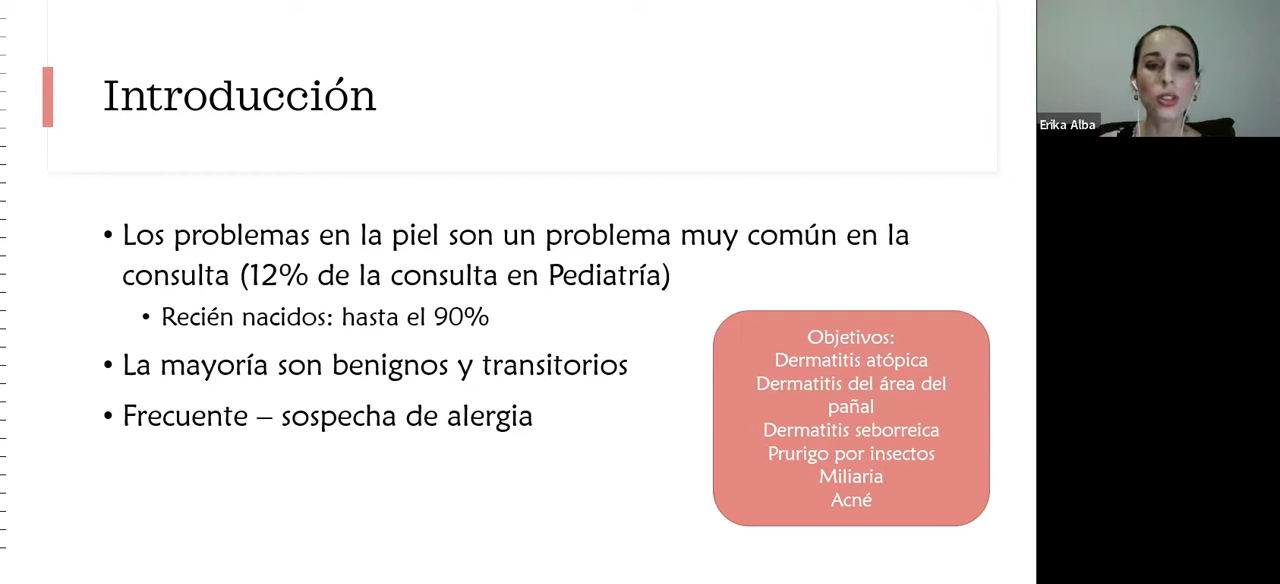 Introducción
• Los problemas en la piel son un problema muy común en la
consulta (12% de la consulta en Pediatría)
• Recién nacidos: hasta el 90%
• La mayoría son benignos y transitorios
• Frecuente – sospecha de alergia
Objetivos:
Dermatitis atópica
Dermatitis del área del
pañal
Dermatitis seborreica
Prurigo por insectos
Miliaria
Acné
Erika Alba